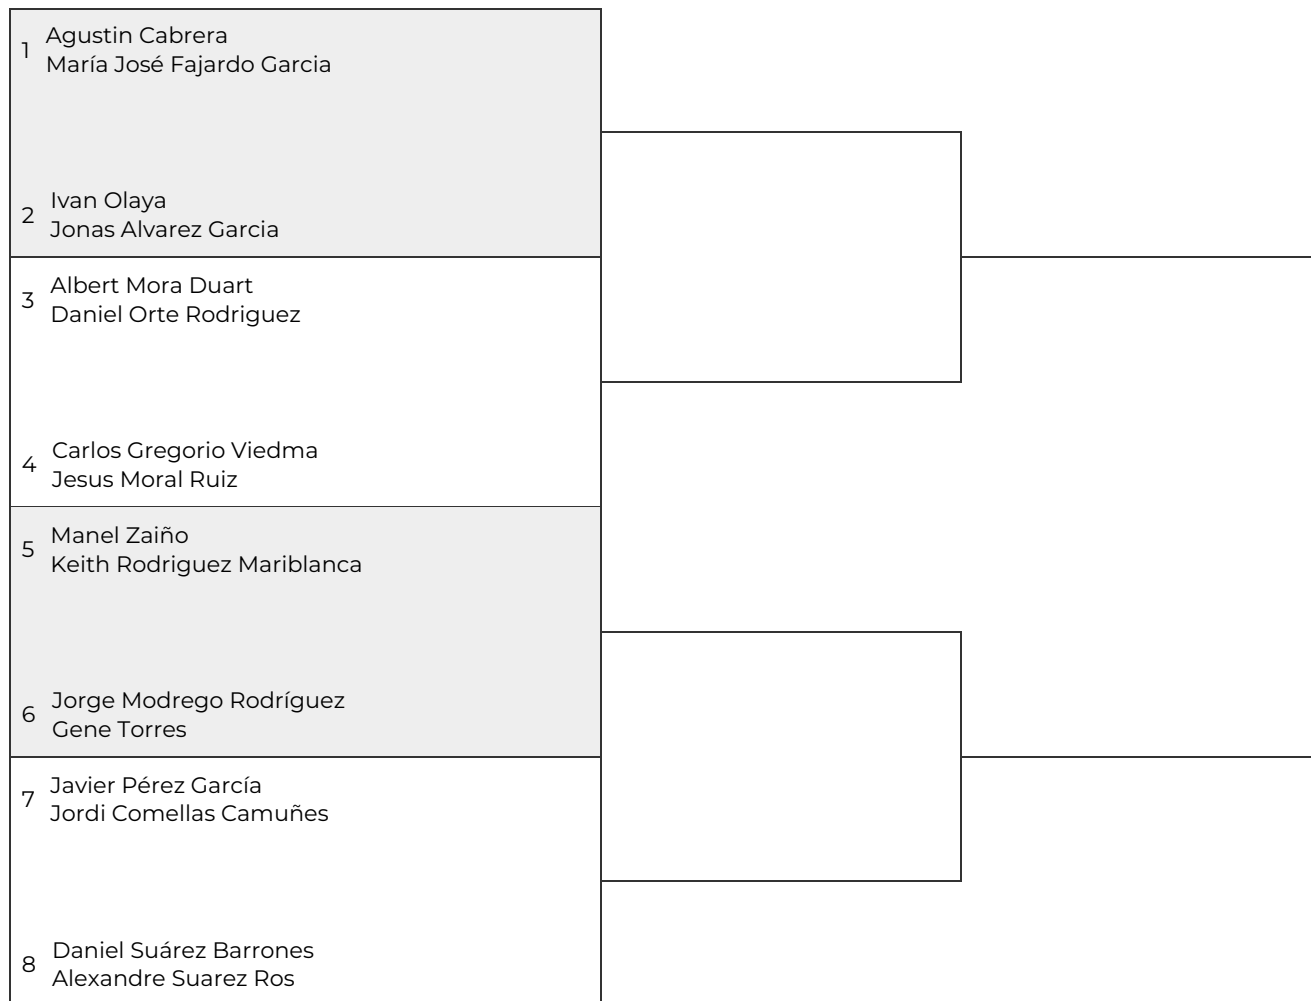 1
Agustin Cabrera
María José Fajardo Garcia
2
Ivan Olaya
Jonas Alvarez Garcia
3
Albert Mora Duart
Daniel Orte Rodriguez
4
Carlos Gregorio Viedma
Jesus Moral Ruiz
5
Manel Zaiño
Keith Rodriguez Mariblanca
6
Jorge Modrego Rodríguez
Gene Torres
7
Javier Pérez García
Jordi Comellas Camuñes
8
Daniel Suárez Barrones
Alexandre Suarez Ros